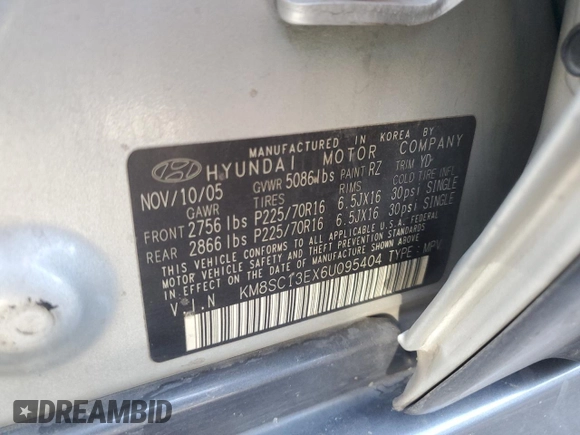 MANUFACTURED IN KOREA BY
HYUNDAI MOTOR COMPANY
NOV/10/05 GVWR 5086 lbs PAINT RZ TRIM YD
GAWR TIRES RIMS COLD TIRE INFL.
FRONT 2756 lbs P225/70R16 6.5JX16 30psi SINGLE
REAR 2866 lbs P225/70R16 6.5JX16 30psi SINGLE
THIS VEHICLE CONFORMS TO ALL APPLICABLE U.S.A. FEDERAL
MOTOR VEHICLE SAFETY AND THEFT PREVENTION STANDARDS IN
EFFECT ON THE DATE OF MANUFACTURE SHOWN ABOVE.
V.I.N KM8SC13EX6U095404 TYPE: MPV
DREAMBID